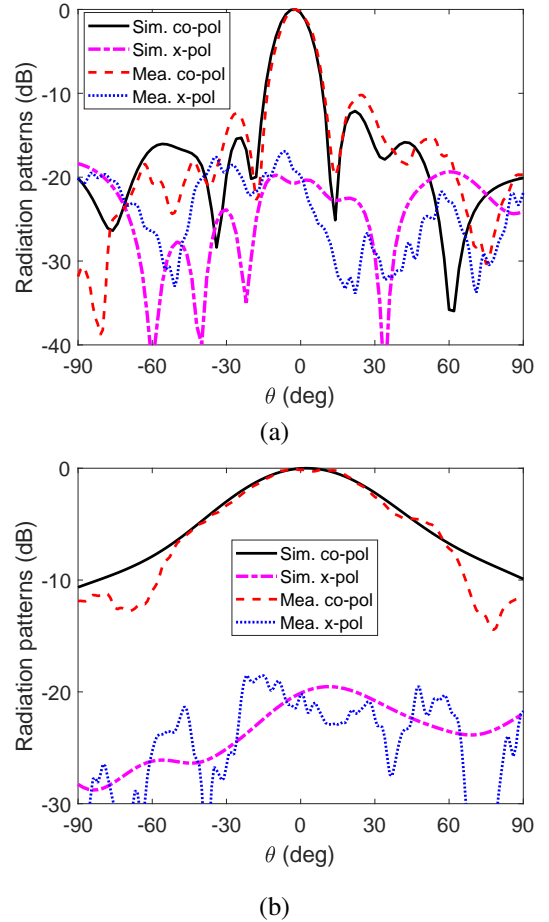 0
-10
-20
-30
-40
Radiation patterns (dB)
Sim. co-pol
Sim. x-pol
Mea. co-pol
Mea. x-pol
-90 -60 -30 0 30 60 90
θ (deg)
(a)
0
-10
-20
-30
Radiation patterns (dB)
Sim. co-pol
Sim. x-pol
Mea. co-pol
Mea. x-pol
-90 -60 -30 0 30 60 90
θ (deg)
(b)